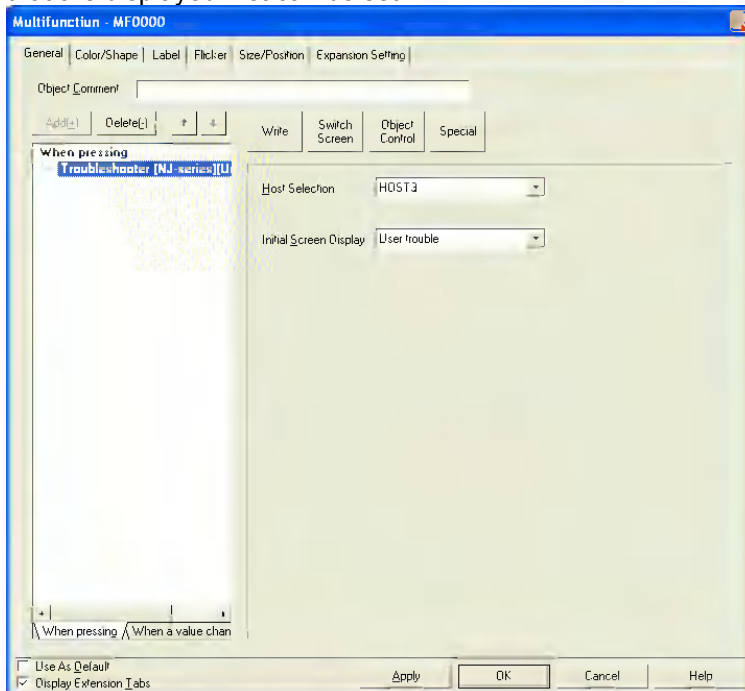 Multifunction - MF0000
General Color/Shape Label Flicker Size/Position Expansion Setting
Object Comment
Add(+) Delete(-)
Write Switch Screen Object Control Special
When pressing
Troubleshooter [NJ-series][U
Host Selection HOST3
Initial Screen Display User trouble
When pressing When a value chan
Use As Default
Display Extension Tabs
Apply OK Cancel Help